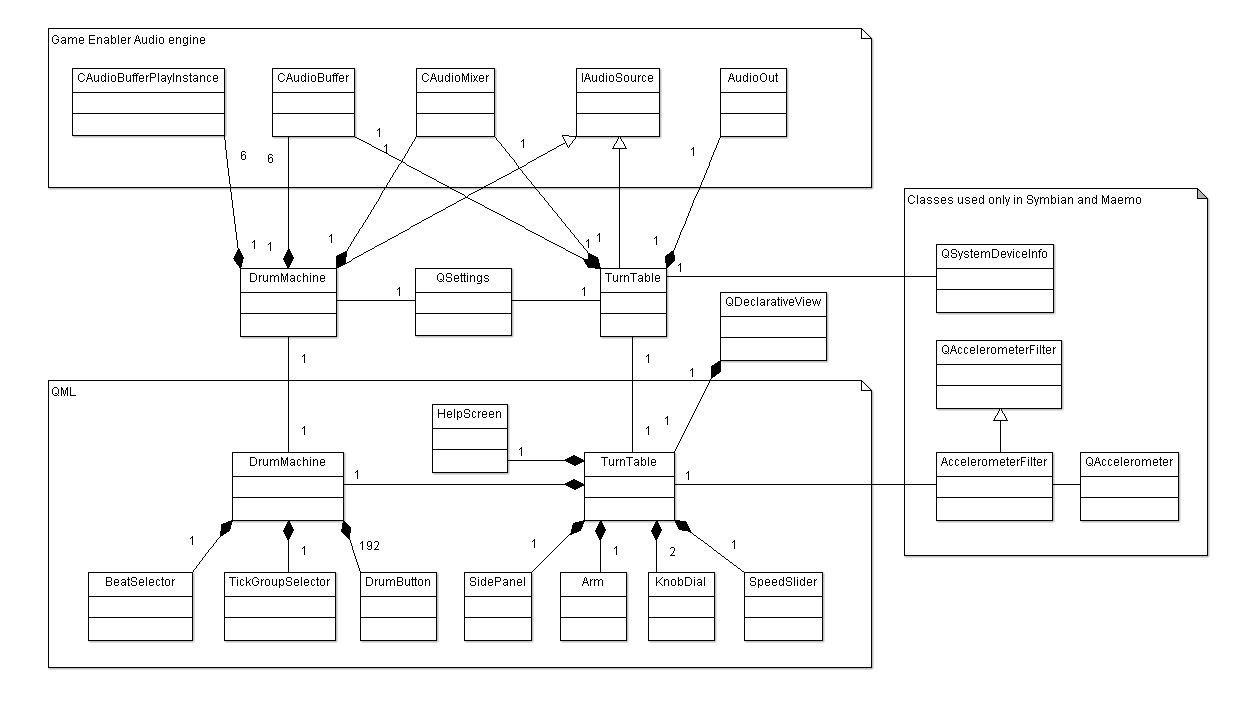 Game Enabler Audio engine
CAudioBufferPlayInstance
CAudioBuffer
CAudioMixer
IAudioSource
AudioOut
1
1
1
6
6
1
Classes used only in Symbian and Maemo
1
1
1
1
1
1
QSystemDeviceInfo
1
DrumMachine
QSettings
TurnTable
1
1
QDeclarativeView
QAccelerometerFilter
1
1
1
QML
HelpScreen
1
1
1
1
DrumMachine
TurnTable
AccelerometerFilter
QAccelerometer
1
1
1
1
192
1
1
2
1
BeatSelector
TickGroupSelector
DrumButton
SidePanel
Arm
KnobDial
SpeedSlider